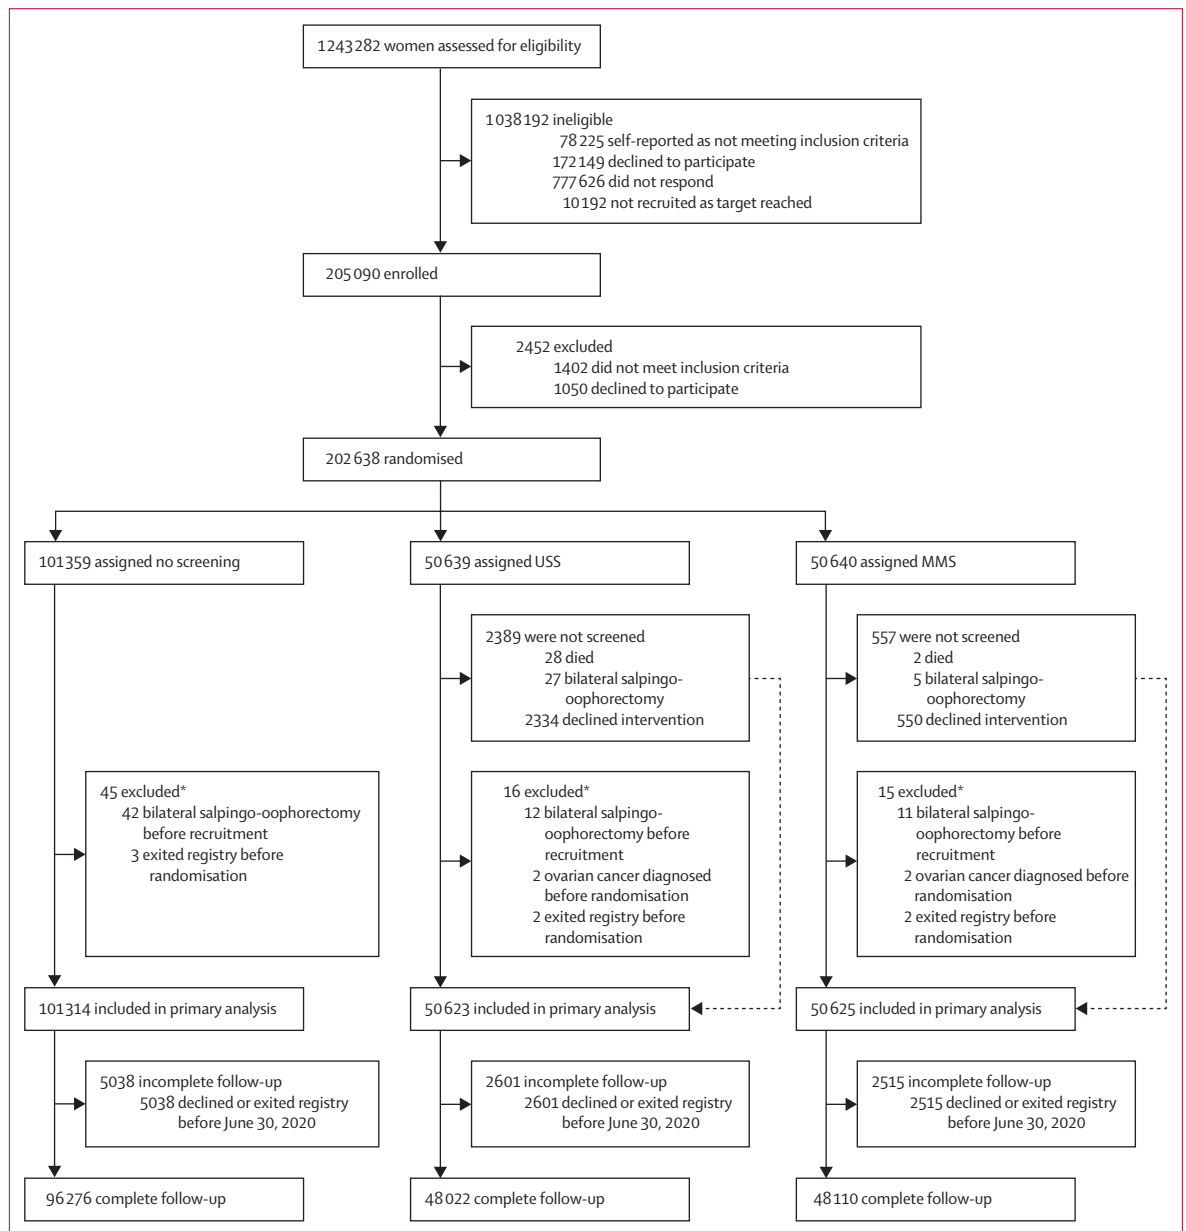 1243282 women assessed for eligibility
1038192 ineligible
78225 self-reported as not meeting inclusion criteria
172149 declined to participate
777626 did not respond
10192 not recruited as target reached
205090 enrolled
2452 excluded
1402 did not meet inclusion criteria
1050 declined to participate
202638 randomised
101359 assigned no screening
50639 assigned USS
50640 assigned MMS
2389 were not screened
28 died
27 bilateral salpingo-
oophorectomy
2334 declined intervention
557 were not screened
2 died
5 bilateral salpingo-
oophorectomy
550 declined intervention
45 excluded*
42 bilateral salpingo-oophorectomy
before recruitment
3 exited registry before
randomisation
16 excluded*
12 bilateral salpingo-
oophorectomy before
recruitment
2 ovarian cancer diagnosed
before randomisation
2 exited registry before
randomisation
15 excluded*
11 bilateral salpingo-
oophorectomy before
recruitment
2 ovarian cancer diagnosed before
randomisation
2 exited registry before
randomisation
101314 included in primary analysis
50623 included in primary analysis
50625 included in primary analysis
5038 incomplete follow-up
5038 declined or exited registry
before June 30, 2020
2601 incomplete follow-up
2601 declined or exited registry
before June 30, 2020
2515 incomplete follow-up
2515 declined or exited registry
before June 30, 2020
96276 complete follow-up
48022 complete follow-up
48110 complete follow-up